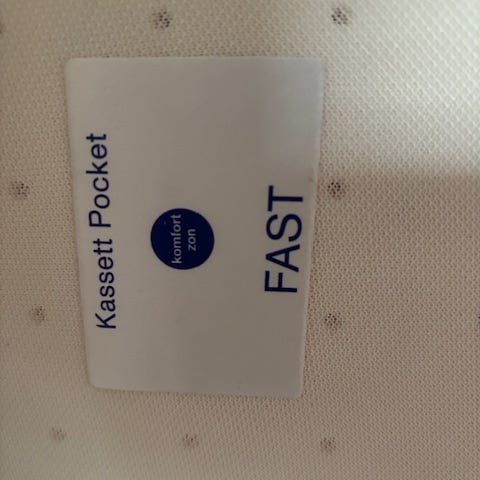 Kassett Pocket
komfort
zon
FAST